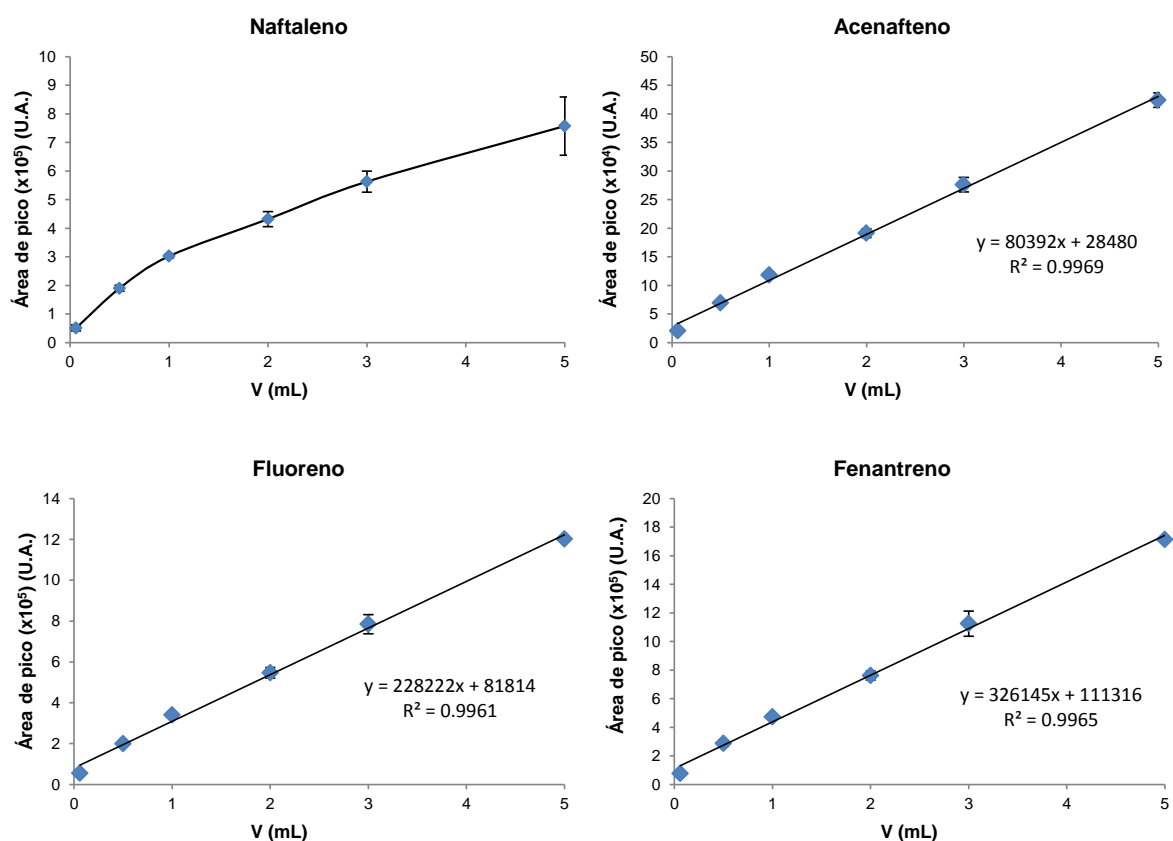 Naftaleno
Área de pico (x10⁵) (U.A.)
10
9
8
7
6
5
4
3
2
1
0
0 1 2 3 4 5
V (mL)
Acenafteno
Área de pico (x10⁴) (U.A.)
50
45
40
35
30
25
20
15
10
5
0
y = 80392x + 28480
R² = 0.9969
0 1 2 3 4 5
V (mL)
Fluoreno
Área de pico (x10⁵) (U.A.)
14
12
10
8
6
4
2
0
y = 228222x + 81814
R² = 0.9961
0 1 2 3 4 5
V (mL)
Fenantreno
Área de pico (x10⁵) (U.A.)
20
18
16
14
12
10
8
6
4
2
0
y = 326145x + 111316
R² = 0.9965
0 1 2 3 4 5
V (mL)